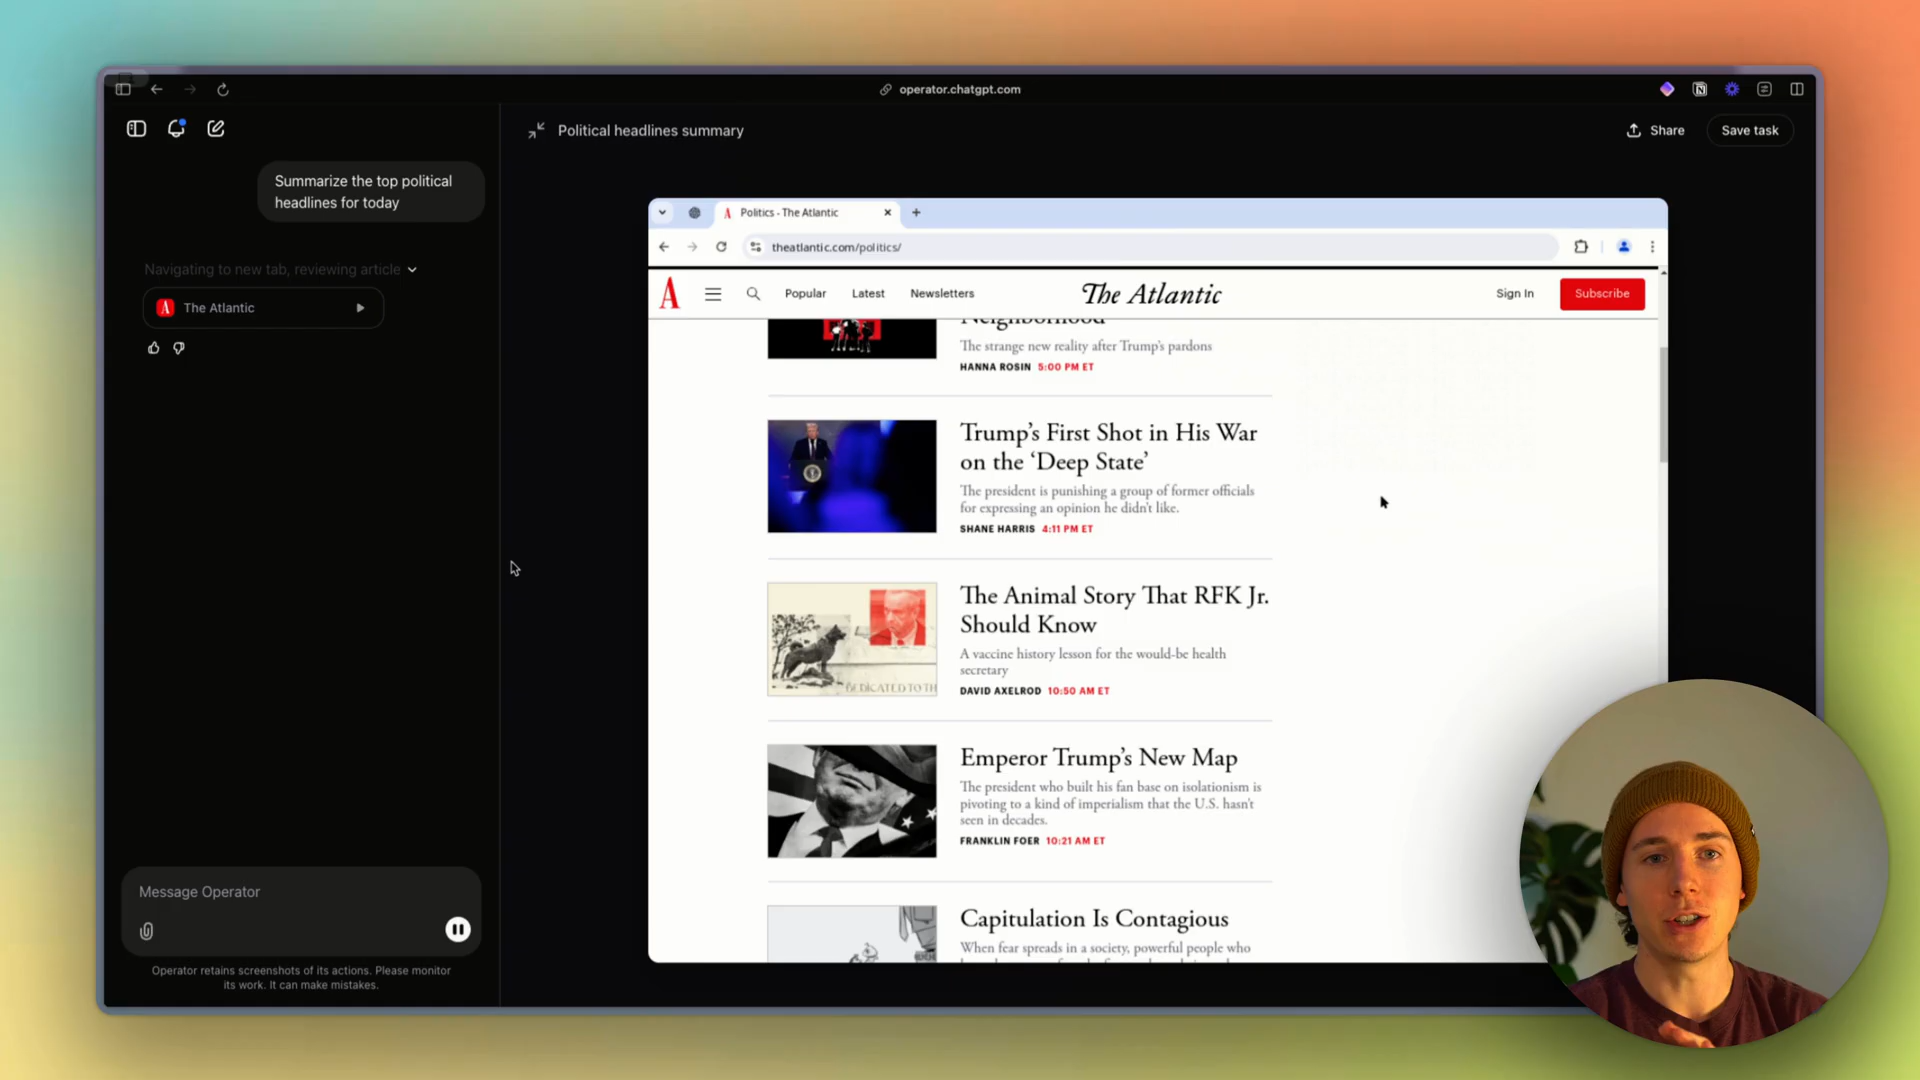 operator.chatgpt.com
Political headlines summary
Share
Save task
Summarize the top political
headlines for today
Navigating to new tab, reviewing article
A The Atlantic
Message Operator
Operator retains screenshots of its actions. Please monitor
its work. It can make mistakes.
A Politics - The Atlantic
theatlantic.com/politics/
A
Popular
Latest
Newsletters
The Atlantic
Sign In
Subscribe
Neighborhood
The strange new reality after Trump's pardons
HANNA ROSIN 5:00 PM ET
Trump's First Shot in His War
on the 'Deep State'
The president is punishing a group of former officials
for expressing an opinion he didn't like.
SHANE HARRIS 4:11 PM ET
DEDICATED TO TH
The Animal Story That RFK Jr.
Should Know
A vaccine history lesson for the would-be health
secretary
DAVID AXELROD 10:50 AM ET
Emperor Trump's New Map
The president who built his fan base on isolationism is
pivoting to a kind of imperialism that the U.S. hasn't
seen in decades.
FRANKLIN FOER 10:21 AM ET
Capitulation Is Contagious
When fear spreads in a society, powerful people who